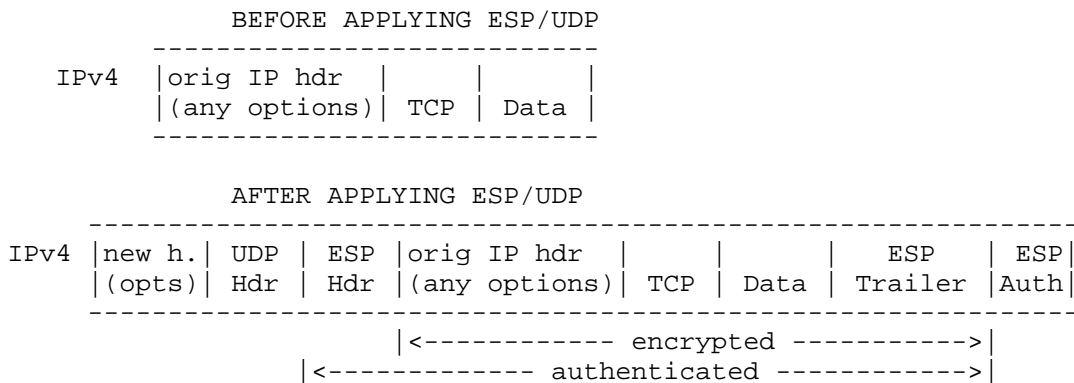 BEFORE APPLYING ESP/UDP
         ----------------------------
   IPv4  |orig IP hdr  |     |      |
         |(any options)| TCP | Data |
         ----------------------------

              AFTER APPLYING ESP/UDP
     --------------------------------------------------------------
IPv4 |new h.| UDP | ESP |orig IP hdr  |     |      |   ESP   | ESP|
     |(opts)| Hdr | Hdr |(any options)| TCP | Data | Trailer |Auth|
     --------------------------------------------------------------
                        |<------------ encrypted ----------->|
                  |<------------- authenticated ------------>|